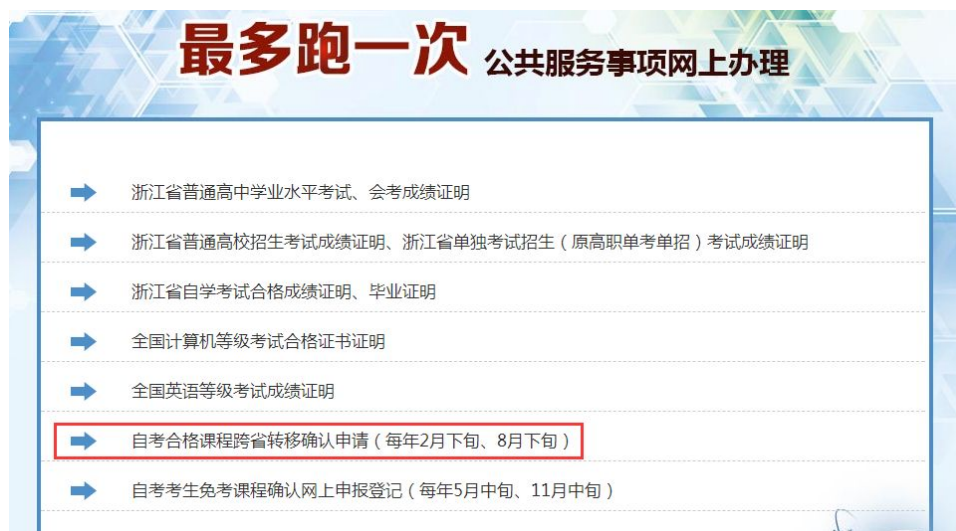 最多跑一次 公共服务事项网上办理
浙江省普通高中学业水平考试、会考成绩证明
浙江省普通高校招生考试成绩证明、浙江省单独考试招生（原高职单考单招）考试成绩证明
浙江省自学考试合格成绩证明、毕业证明
全国计算机等级考试合格证书证明
全国英语等级考试成绩证明
自考合格课程跨省转移确认申请（每年2月下旬、8月下旬）
自考考生免考课程确认网上申报登记（每年5月中旬、11月中旬）